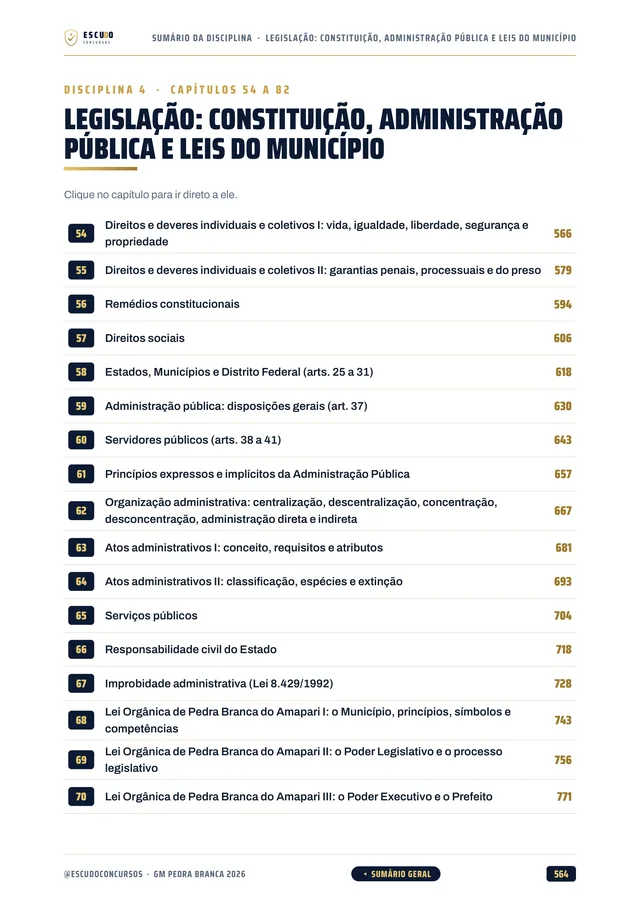 ESCUDO
CONCURSOS
SUMÁRIO DA DISCIPLINA · LEGISLAÇÃO: CONSTITUIÇÃO, ADMINISTRAÇÃO PÚBLICA E LEIS DO MUNICÍPIO
DISCIPLINA 4 · CAPÍTULOS 54 A 82
LEGISLAÇÃO: CONSTITUIÇÃO, ADMINISTRAÇÃO
PÚBLICA E LEIS DO MUNICÍPIO
Clique no capítulo para ir direto a ele.
54 Direitos e deveres individuais e coletivos I: vida, igualdade, liberdade, segurança e 566
propriedade
55 Direitos e deveres individuais e coletivos II: garantias penais, processuais e do preso 579
56 Remédios constitucionais 594
57 Direitos sociais 606
58 Estados, Municípios e Distrito Federal (arts. 25 a 31) 618
59 Administração pública: disposições gerais (art. 37) 630
60 Servidores públicos (arts. 38 a 41) 643
61 Princípios expressos e implícitos da Administração Pública 657
62 Organização administrativa: centralização, descentralização, concentração, 667
desconcentração, administração direta e indireta
63 Atos administrativos I: conceito, requisitos e atributos 681
64 Atos administrativos II: classificação, espécies e extinção 693
65 Serviços públicos 704
66 Responsabilidade civil do Estado 718
67 Improbidade administrativa (Lei 8.429/1992) 728
68 Lei Orgânica de Pedra Branca do Amapari I: o Município, princípios, símbolos e 743
competências
69 Lei Orgânica de Pedra Branca do Amapari II: o Poder Legislativo e o processo 756
legislativo
70 Lei Orgânica de Pedra Branca do Amapari III: o Poder Executivo e o Prefeito 771
@ESCUDOCONCURSOS · GM PEDRA BRANCA 2026
SUMÁRIO GERAL
564